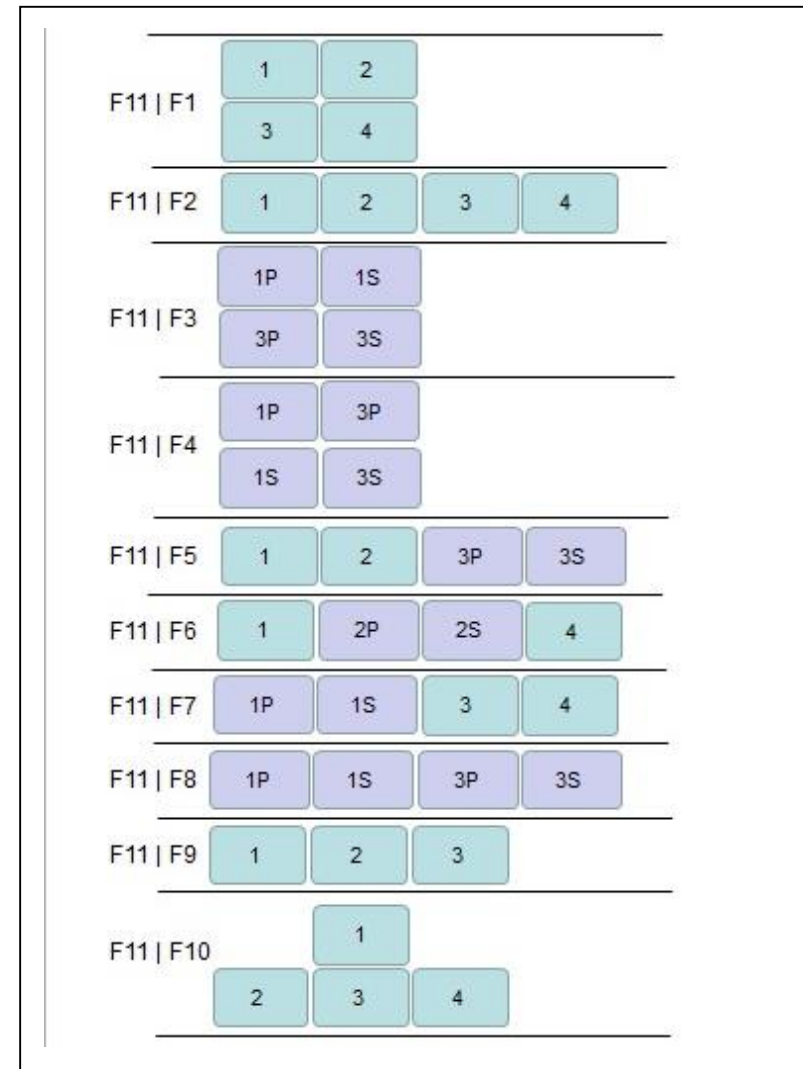 1 2
F11 | F1
3 4
F11 | F2 1 2 3 4
1P 1S
F11 | F3
3P 3S
1P 3P
F11 | F4
1S 3S
F11 | F5 1 2 3P 3S
F11 | F6 1 2P 2S 4
F11 | F7 1P 1S 3 4
F11 | F8 1P 1S 3P 3S
F11 | F9 1 2 3
1
F11 | F10
2 3 4